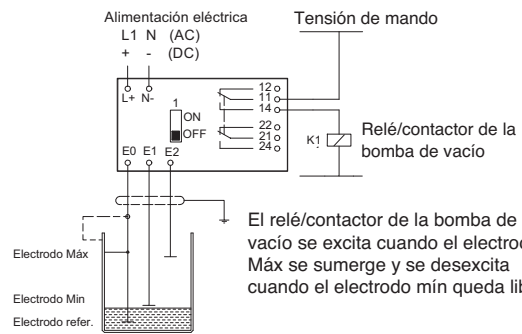 Alimentación eléctrica
L1 N (AC)
+ - (DC)
Tensión de mando
L+ N-
1
ON
OFF
12
11
14
22
21
24
E0 E1 E2
K1
Relé/contactor de la
bomba de vacío
El relé/contactor de la bomba de
vacío se excita cuando el
Máx se sumerge y se desexcita
cuando el electrodo mín queda
Electrodo Máx
Electrodo Min
Electrodo refer.